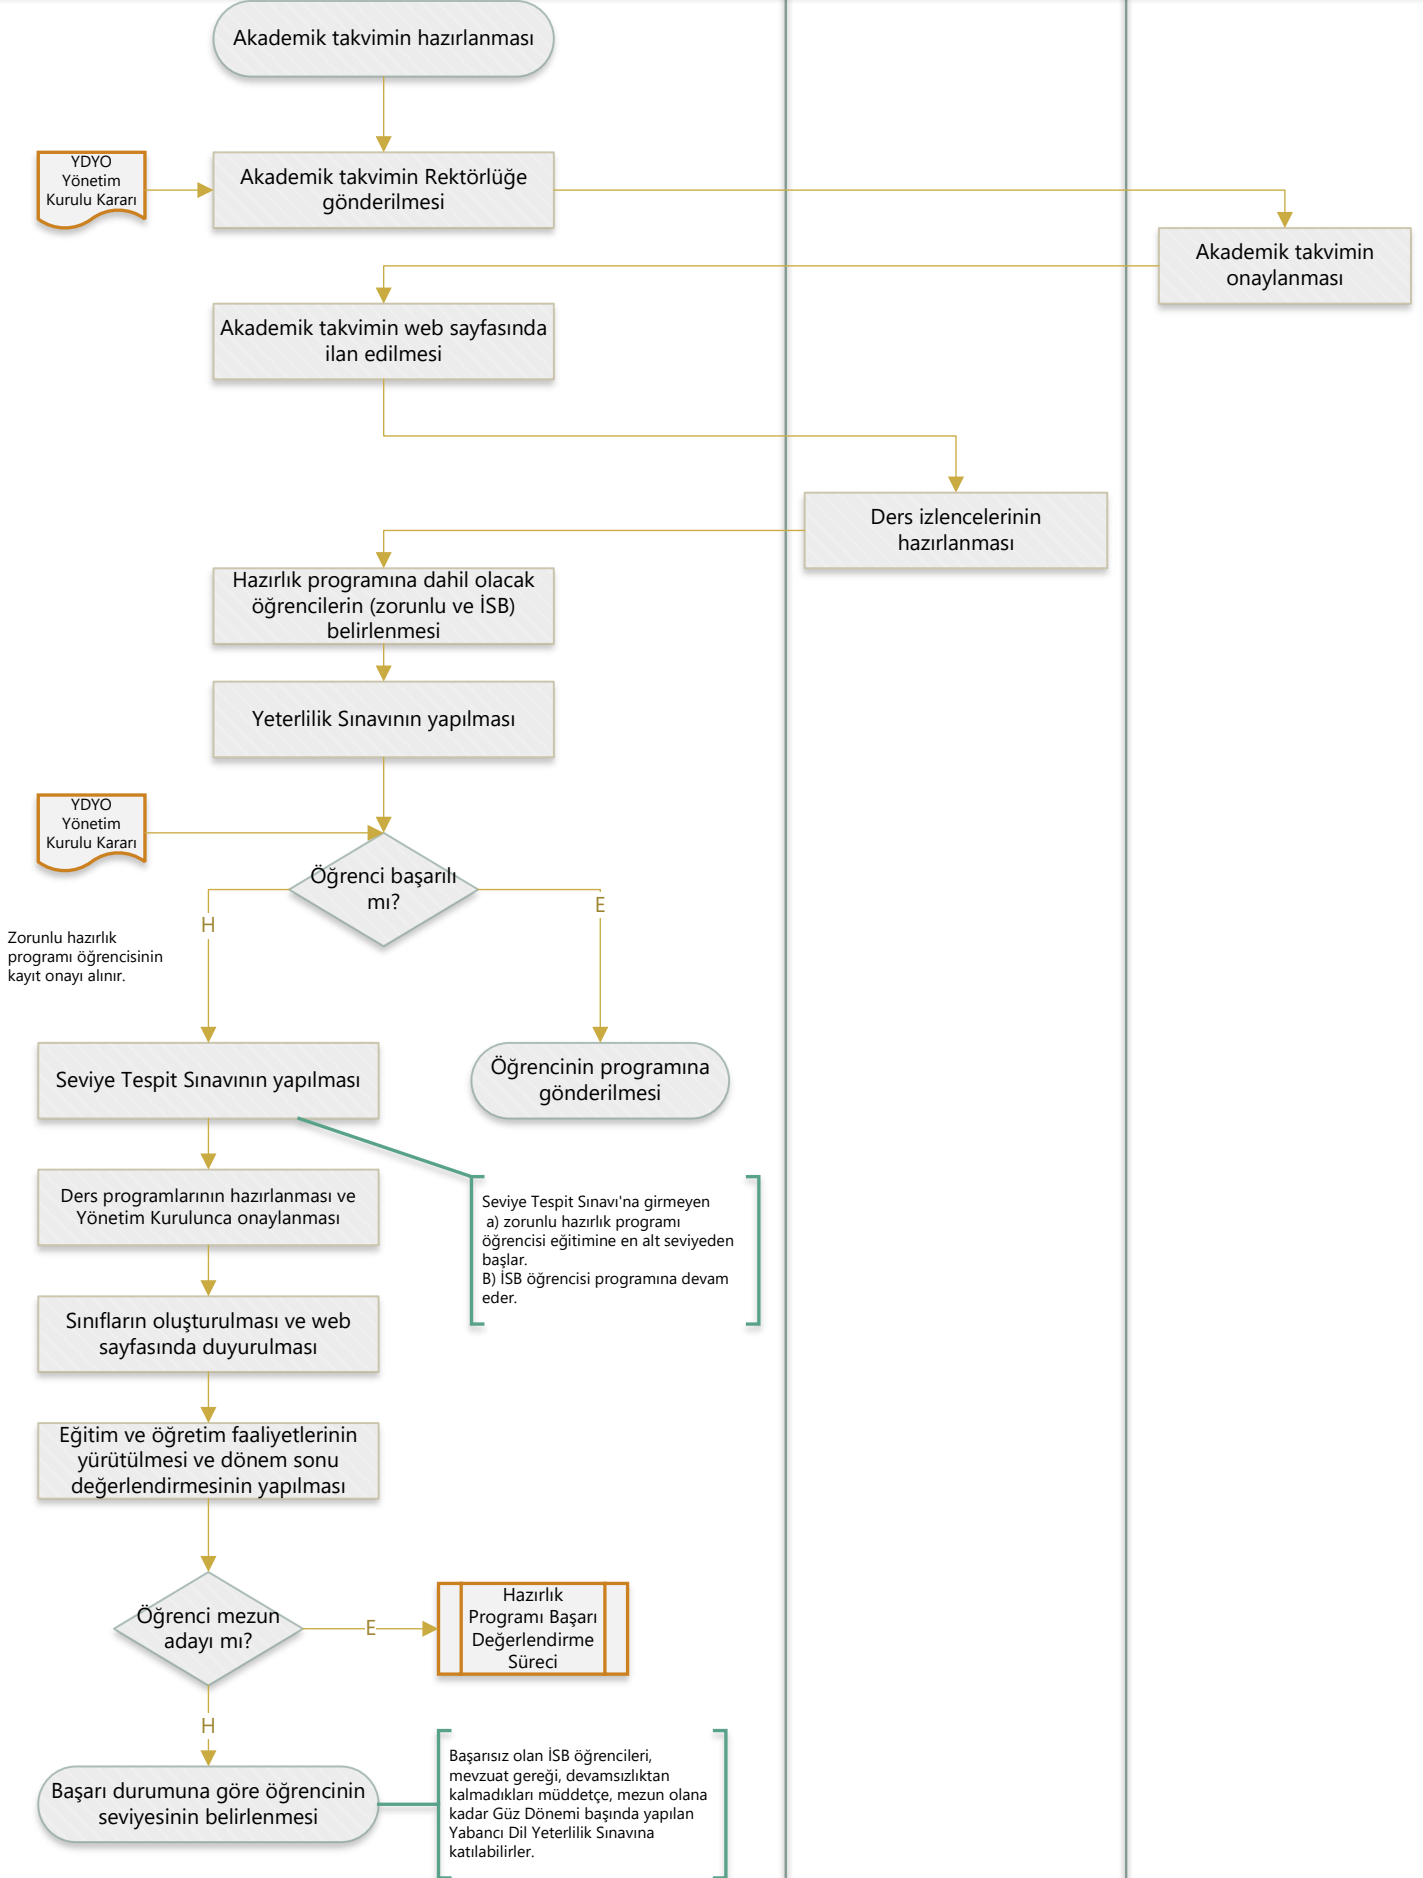 Akademik takvimin hazırlanması
YDYO
Yönetim
Kurulu Kararı
Akademik takvimin Rektörlüğe
gönderilmesi
Akademik takvimin
onaylanması
Akademik takvimin web sayfasında
ilan edilmesi
Ders izlencelerinin
hazırlanması
Hazırlık programına dahil olacak
öğrencilerin (zorunlu ve İSB)
belirlenmesi
Yeterlilik Sınavının yapılması
YDYO
Yönetim
Kurulu Kararı
Öğrenci başarılı
mı?
H
E
Zorunlu hazırlık
programı öğrencisinin
kayıt onayı alınır.
Seviye Tespit Sınavının yapılması
Öğrencinin programına
gönderilmesi
Ders programlarının hazırlanması ve
Yönetim Kurulunca onaylanması
Seviye Tespit Sınavı'na girmeyen
a) zorunlu hazırlık programı
öğrencisi eğitimine en alt seviyeden
başlar.
B) İSB öğrencisi programına devam
eder.
Sınıfların oluşturulması ve web
sayfasında duyurulması
Eğitim ve öğretim faaliyetlerinin
yürütülmesi ve dönem sonu
değerlendirmesinin yapılması
Öğrenci mezun
adayı mı?
E
Hazırlık
Programı Başarı
Değerlendirme
Süreci
H
Başarı durumuna göre öğrencinin
seviyesinin belirlenmesi
Başarısız olan İSB öğrencileri,
mevzuat gereği, devamsızlıktan
kalmadıkları müddetçe, mezun olana
kadar Güz Dönemi başında yapılan
Yabancı Dil Yeterlilik Sınavına
katılabilirler.